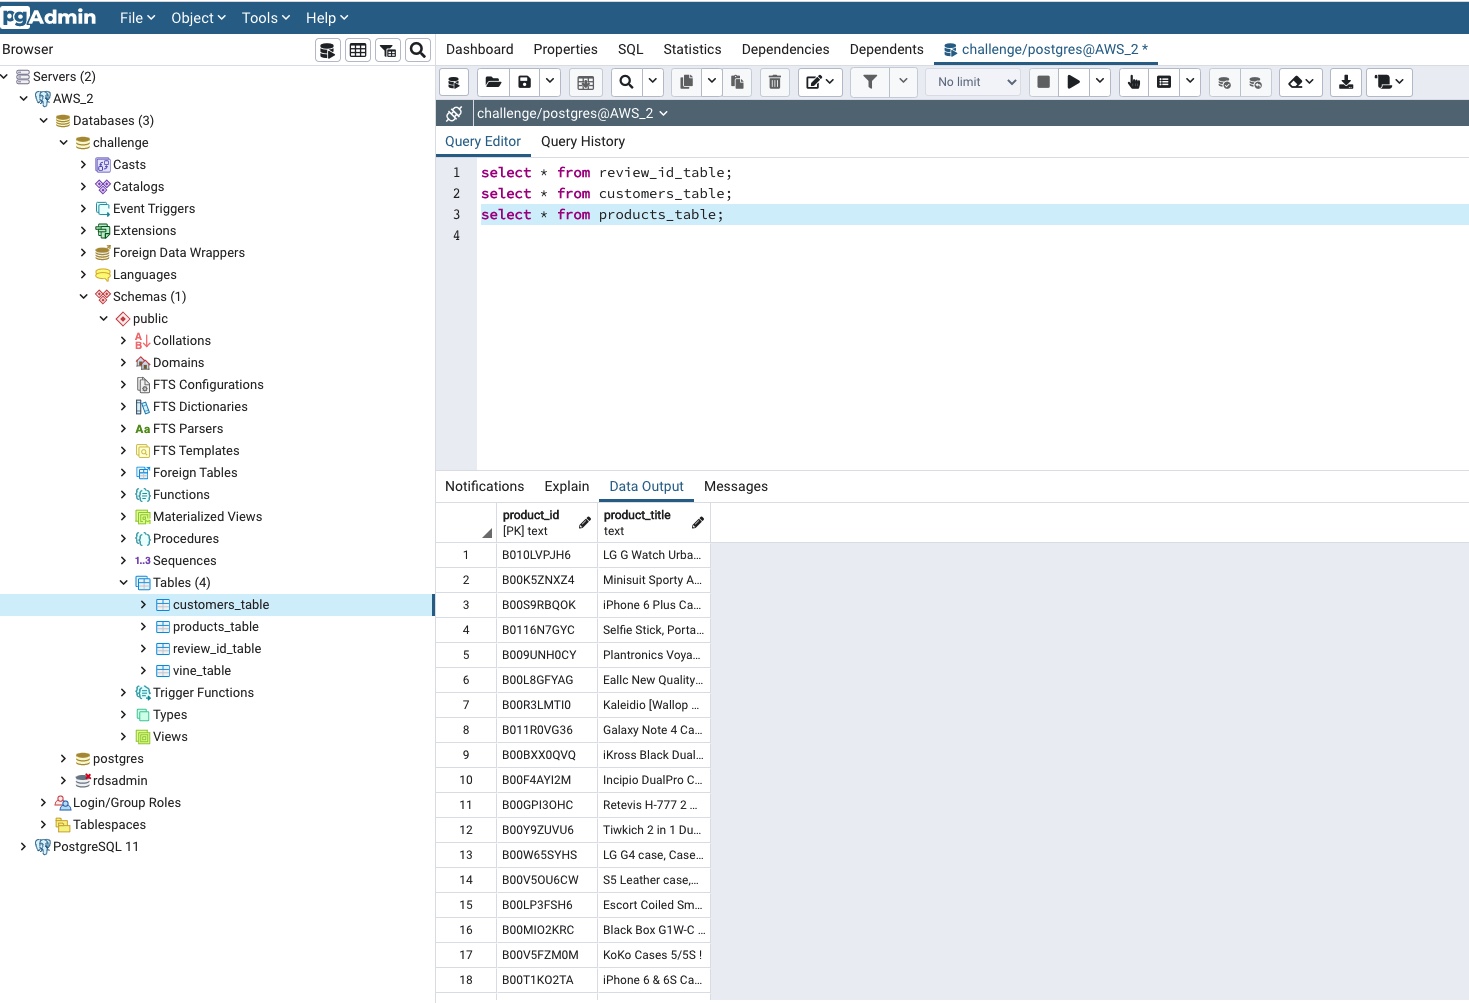 pgAdmin File Object Tools Help
Browser
Servers (2)
AWS_2
Databases (3)
challenge
Casts
Catalogs
Event Triggers
Extensions
Foreign Data Wrappers
Languages
Schemas (1)
public
Collations
Domains
FTS Configurations
FTS Dictionaries
Aa FTS Parsers
FTS Templates
Foreign Tables
Functions
Materialized Views
Procedures
1..3 Sequences
Tables (4)
customers_table
products_table
review_id_table
vine_table
Trigger Functions
Types
Views
postgres
rdsadmin
Login/Group Roles
Tablespaces
PostgreSQL 11
Dashboard Properties SQL Statistics Dependencies Dependents challenge/postgres@AWS_2 *
No limit
challenge/postgres@AWS_2
Query Editor Query History
1 select * from review_id_table;
2 select * from customers_table;
3 select * from products_table;
4
Notifications Explain Data Output Messages
product_id product_title
[PK] text text
1 B010LVPJH6 LG G Watch Urba...
2 B00K5ZNXZ4 Minisuit Sporty A...
3 B00S9RBQOK iPhone 6 Plus Ca...
4 B0116N7GYC Selfie Stick, Porta...
5 B009UNH0CY Plantronics Voya...
6 B00L8GFYAG Eallc New Quality...
7 B00R3LMTI0 Kaleidio [Wallop ...
8 B011R0VG36 Galaxy Note 4 Ca...
9 B00BXX0QVQ iKross Black Dual...
10 B00F4AYI2M Incipio DualPro C...
11 B00GPI3OHC Retevis H-777 2 ...
12 B00Y9ZUVU6 Tiwkich 2 in 1 Du...
13 B00W65SYHS LG G4 case, Case...
14 B00V5OU6CW S5 Leather case,...
15 B00LP3FSH6 Escort Coiled Sm...
16 B00MIO2KRC Black Box G1W-C ...
17 B00V5FZM0M KoKo Cases 5/5S !
18 B00T1KO2TA iPhone 6 & 6S Ca...